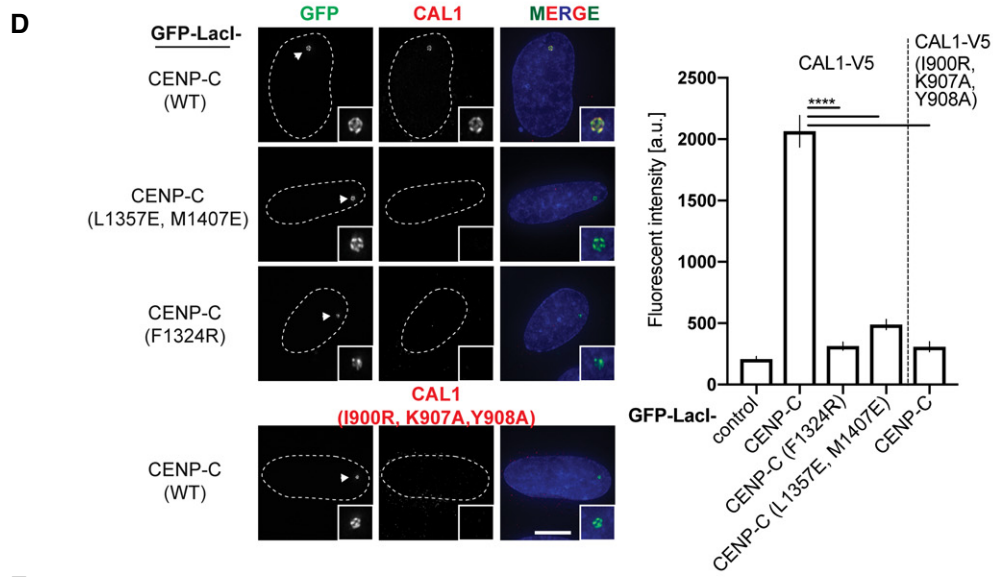 D
GFP CAL1 MERGE
GFP-LacI-
CENP-C
(WT)
CENP-C
(L1357E, M1407E)
CENP-C
(F1324R)
CAL1
(I900R, K907A,Y908A)
CENP-C
(WT)
CAL1-V5
CAL1-V5
(I900R,
K907A,
Y908A)
****
Fluorescent intensity [a.u.]
2500
2000
1500
1000
500
0
GFP-LacI-
control
CENP-C
CENP-C (F1324R)
CENP-C (L1357E, M1407E)
CENP-C